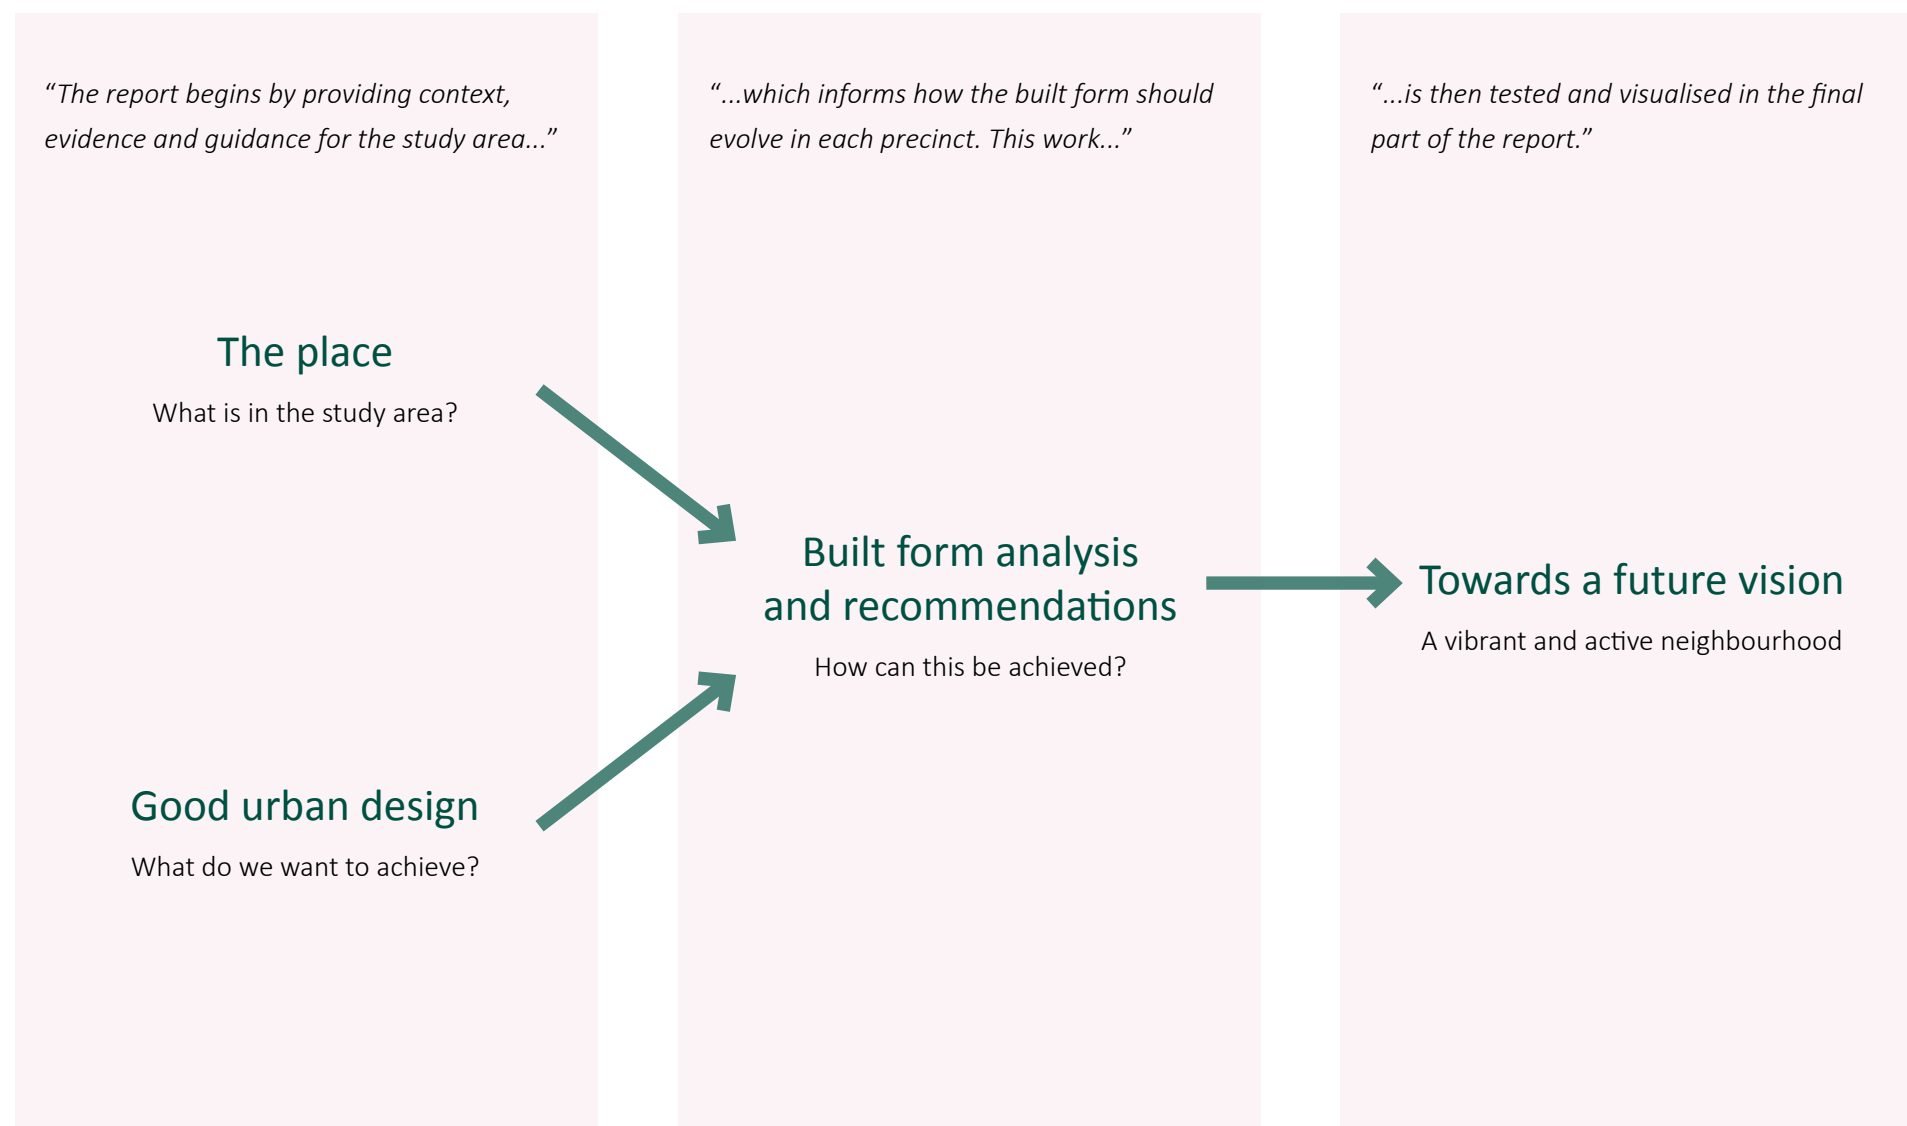 “The report begins by providing context,
evidence and guidance for the study area...”
The place
What is in the study area?
Good urban design
What do we want to achieve?
“...which informs how the built form should
evolve in each precinct. This work...”
Built form analysis
and recommendations
How can this be achieved?
“...is then tested and visualised in the final
part of the report.”
Towards a future vision
A vibrant and active neighbourhood